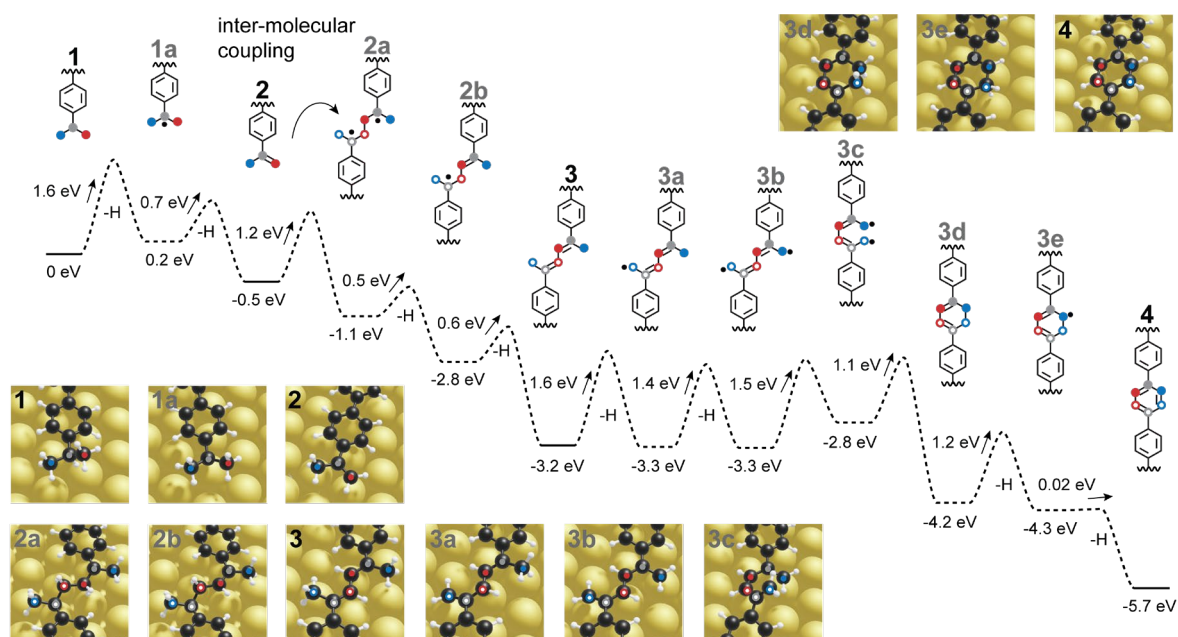 inter-molecular
coupling
1
1a
2
2a
2b
3
3a
3b
3c
3d
3e
4
3d
3e
4
1.6 eV
-H
0.7 eV
-H
1.2 eV
0.5 eV
-H
0.6 eV
-H
1.6 eV
-H
1.4 eV
-H
1.5 eV
1.1 eV
1.2 eV
-H
0.02 eV
-H
0 eV
0.2 eV
-0.5 eV
-1.1 eV
-2.8 eV
-3.2 eV
-3.3 eV
-3.3 eV
-2.8 eV
-4.2 eV
-4.3 eV
-5.7 eV
1
1a
2
2a
2b
3
3a
3b
3c